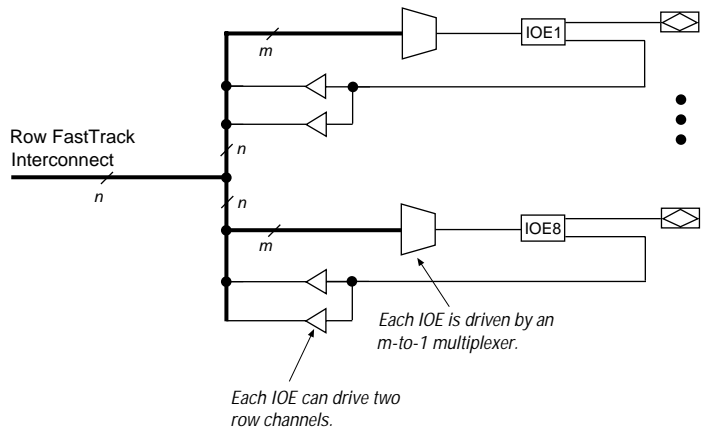 m
IOE1
n
Row FastTrack
Interconnect
n
n
m
IOE8
Each IOE is driven by an
m-to-1 multiplexer.
Each IOE can drive two
row channels.